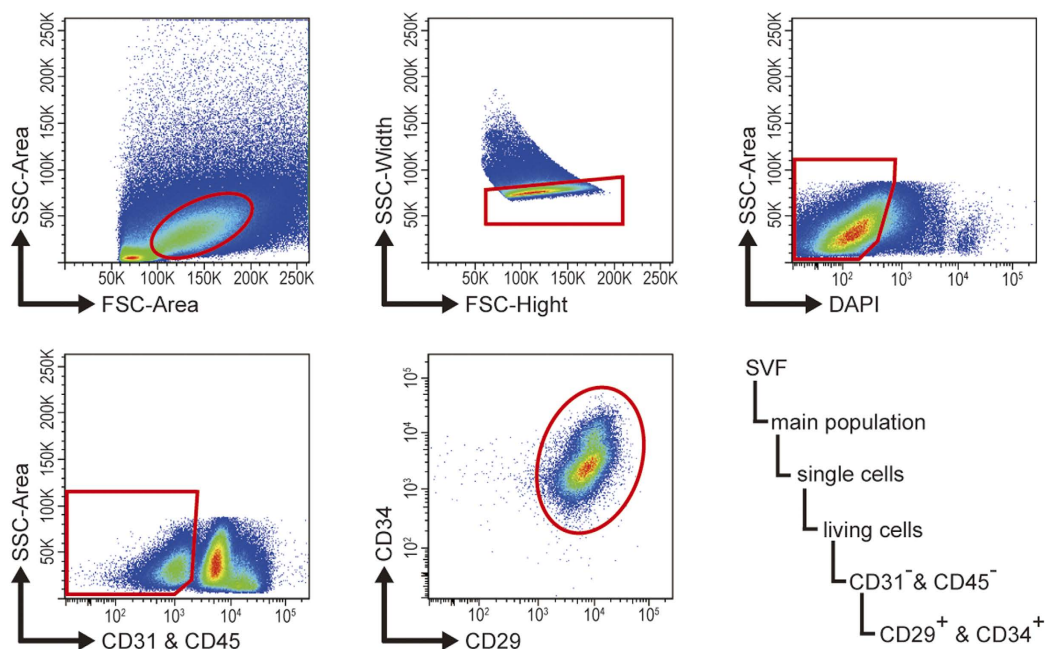 SSC-Area
250K
200K
150K
100K
50K
50K 100K 150K 200K 250K
FSC-Area
SSC-Width
250K
200K
150K
100K
50K
50K 100K 150K 200K 250K
FSC-Hight
SSC-Area
250K
200K
150K
100K
50K
10² 10³ 10⁴ 10⁵
DAPI
SSC-Area
250K
200K
150K
100K
50K
10² 10³ 10⁴ 10⁵
CD31 & CD45
CD34
10⁵
10⁴
10³
10²
10² 10³ 10⁴ 10⁵
CD29
SVF
main population
single cells
living cells
CD31⁻& CD45⁻
CD29⁺ & CD34⁺